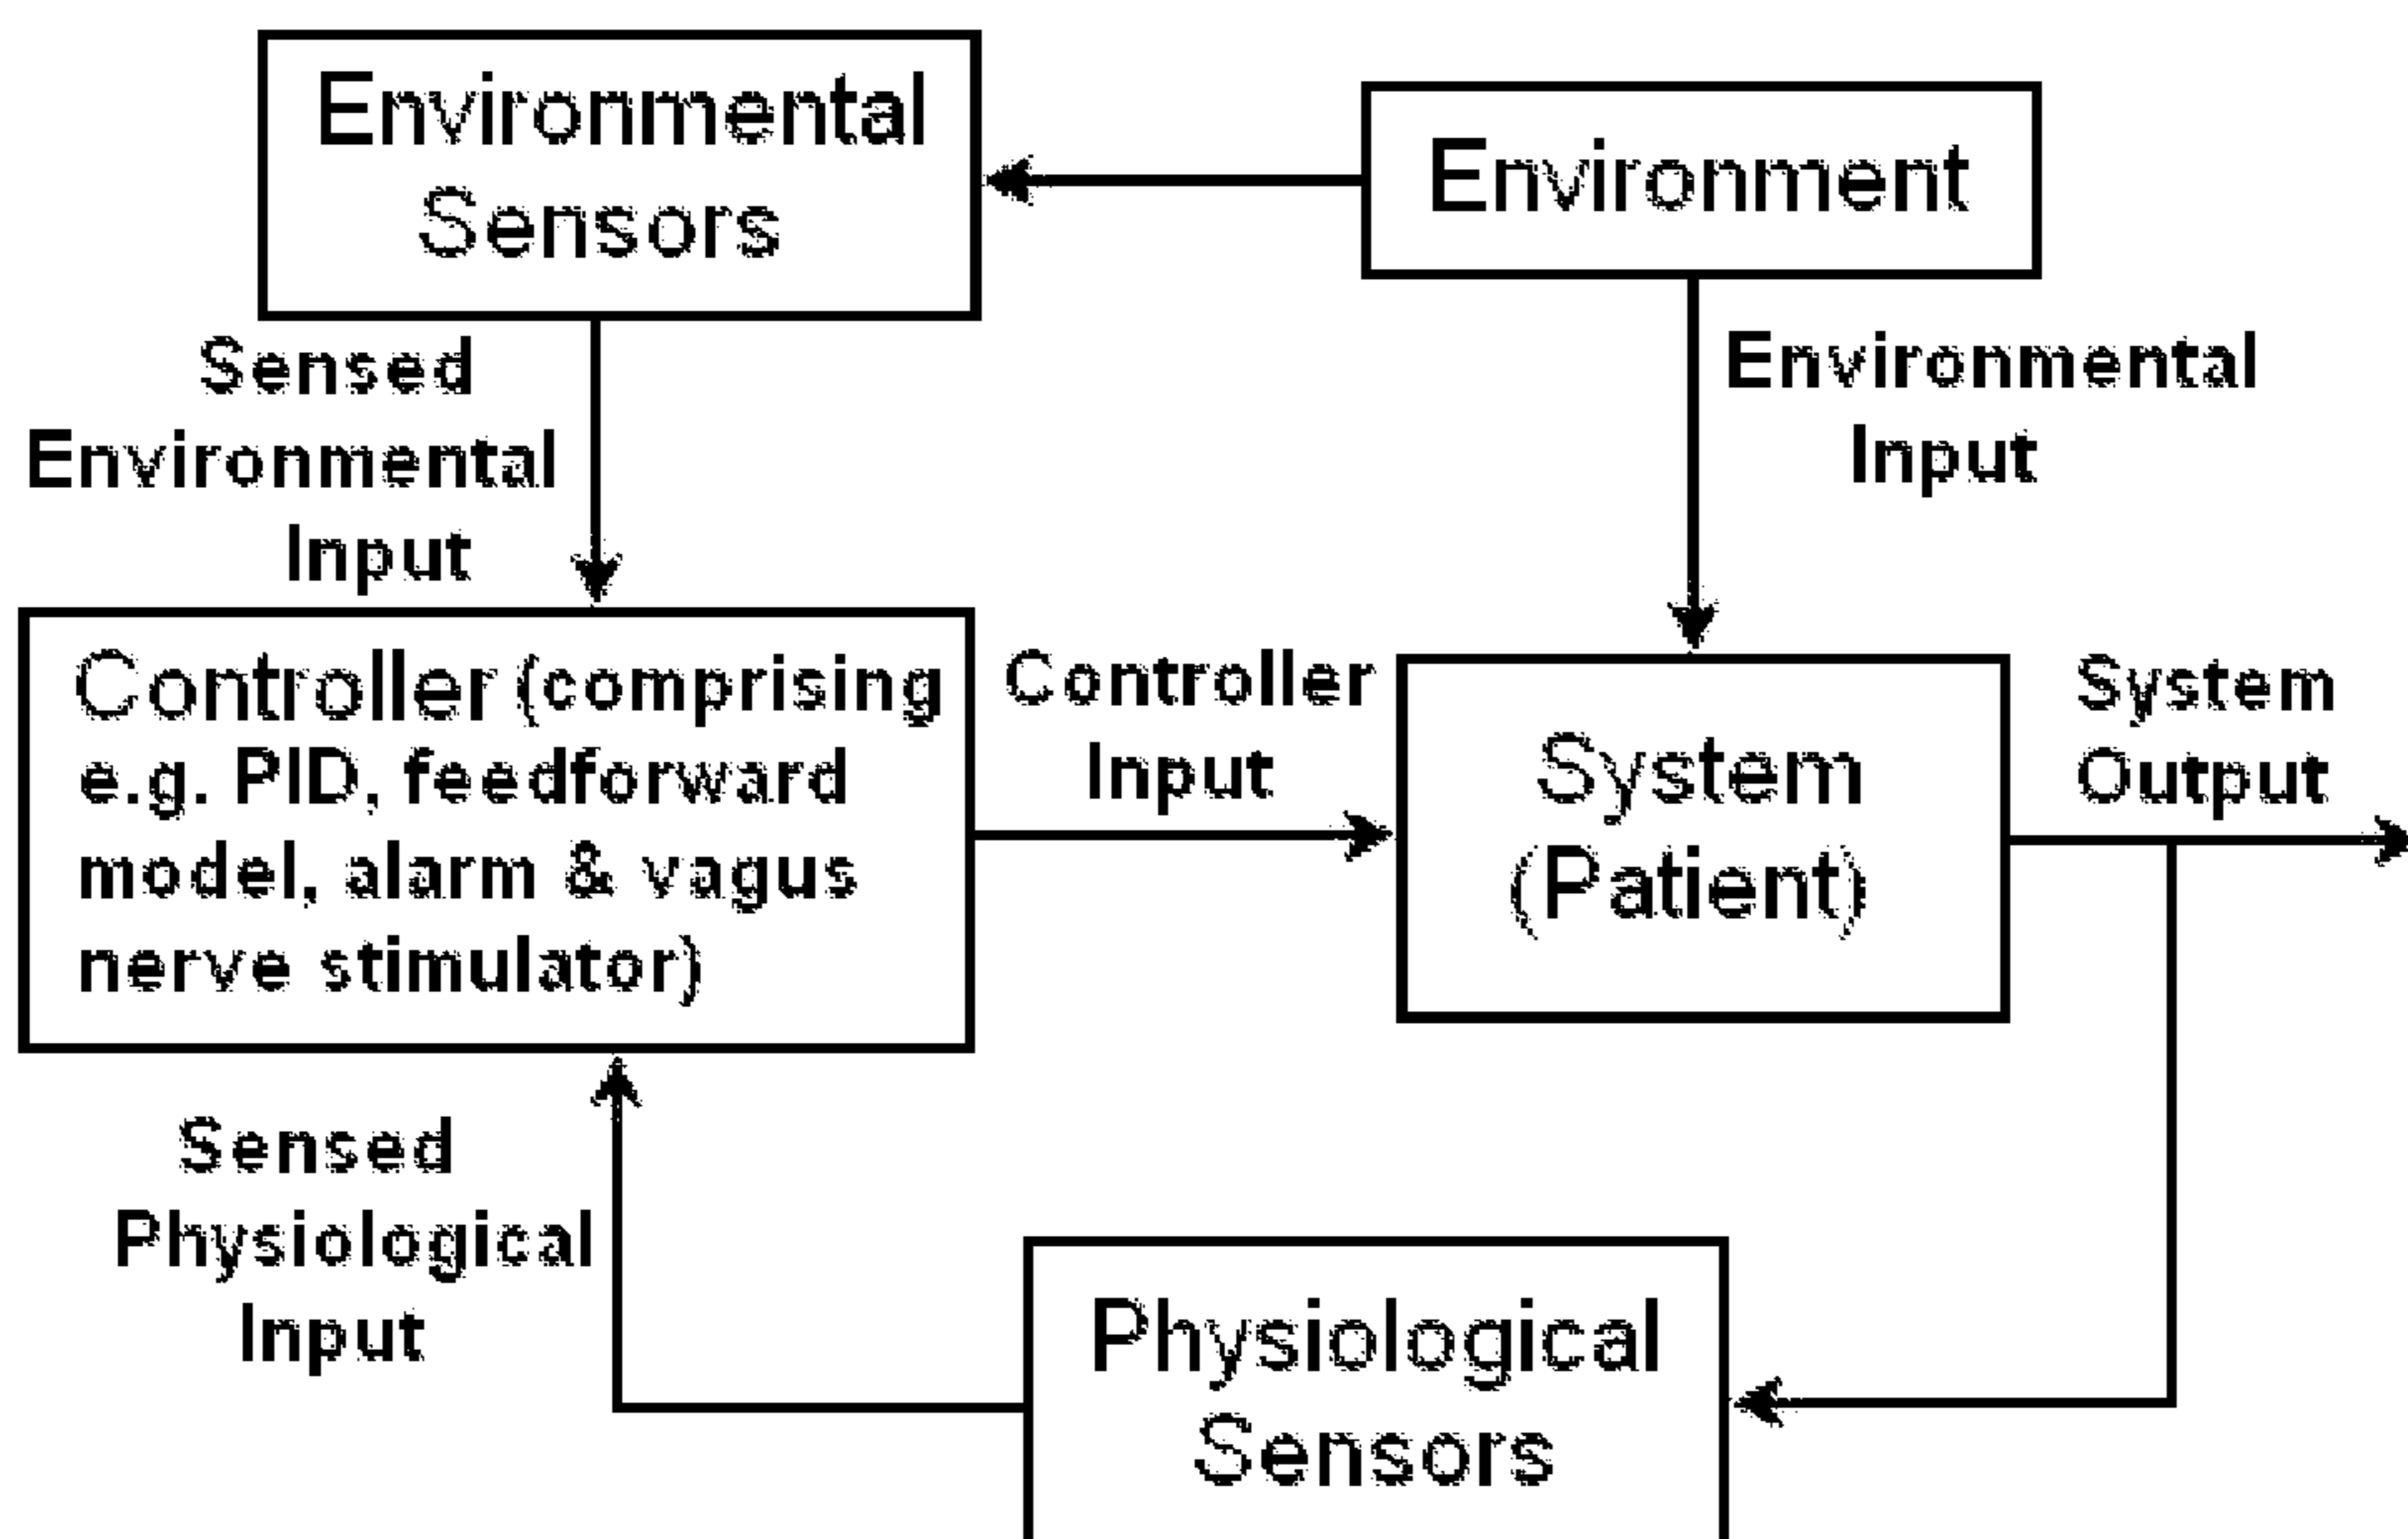 Environmental
Sensors
Environment
Sensed
Environmental
Input
Environmental
Input
Controller (comprising
e.g. PID, feedforward
model, alarm & vagus
nerve stimulator)
Controller
Input
System
(Patient)
System
Output
Sensed
Physiological
Input
Physiological
Sensors